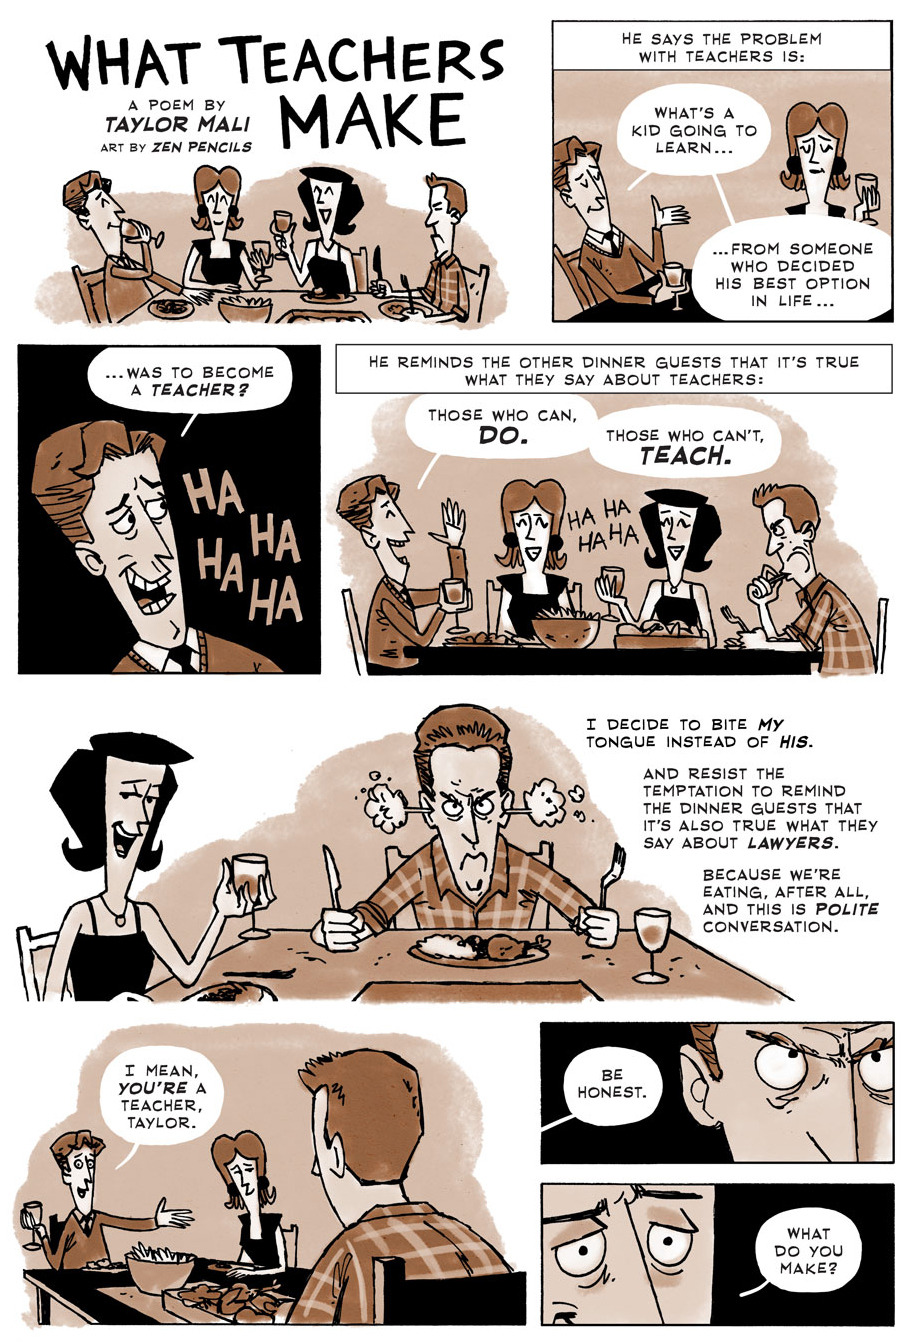 WHAT TEACHERS
MAKE
A POEM BY
TAYLOR MALI
ART BY ZEN PENCILS
HE SAYS THE PROBLEM
WITH TEACHERS IS:
WHAT'S A
KID GOING TO
LEARN...
...FROM SOMEONE
WHO DECIDED
HIS BEST OPTION
IN LIFE...
...WAS TO BECOME
A TEACHER?
HA
HA
HA
HA
HA
HE REMINDS THE OTHER DINNER GUESTS THAT IT'S TRUE
WHAT THEY SAY ABOUT TEACHERS:
THOSE WHO CAN,
DO.
THOSE WHO CAN'T,
TEACH.
HA HA
HA HA
I DECIDE TO BITE MY
TONGUE INSTEAD OF HIS.
AND RESIST THE
TEMPTATION TO REMIND
THE DINNER GUESTS THAT
IT'S ALSO TRUE WHAT THEY
SAY ABOUT LAWYERS.
BECAUSE WE'RE
EATING, AFTER ALL,
AND THIS IS POLITE
CONVERSATION.
I MEAN,
YOU'RE A
TEACHER,
TAYLOR.
BE
HONEST.
WHAT
DO YOU
MAKE?